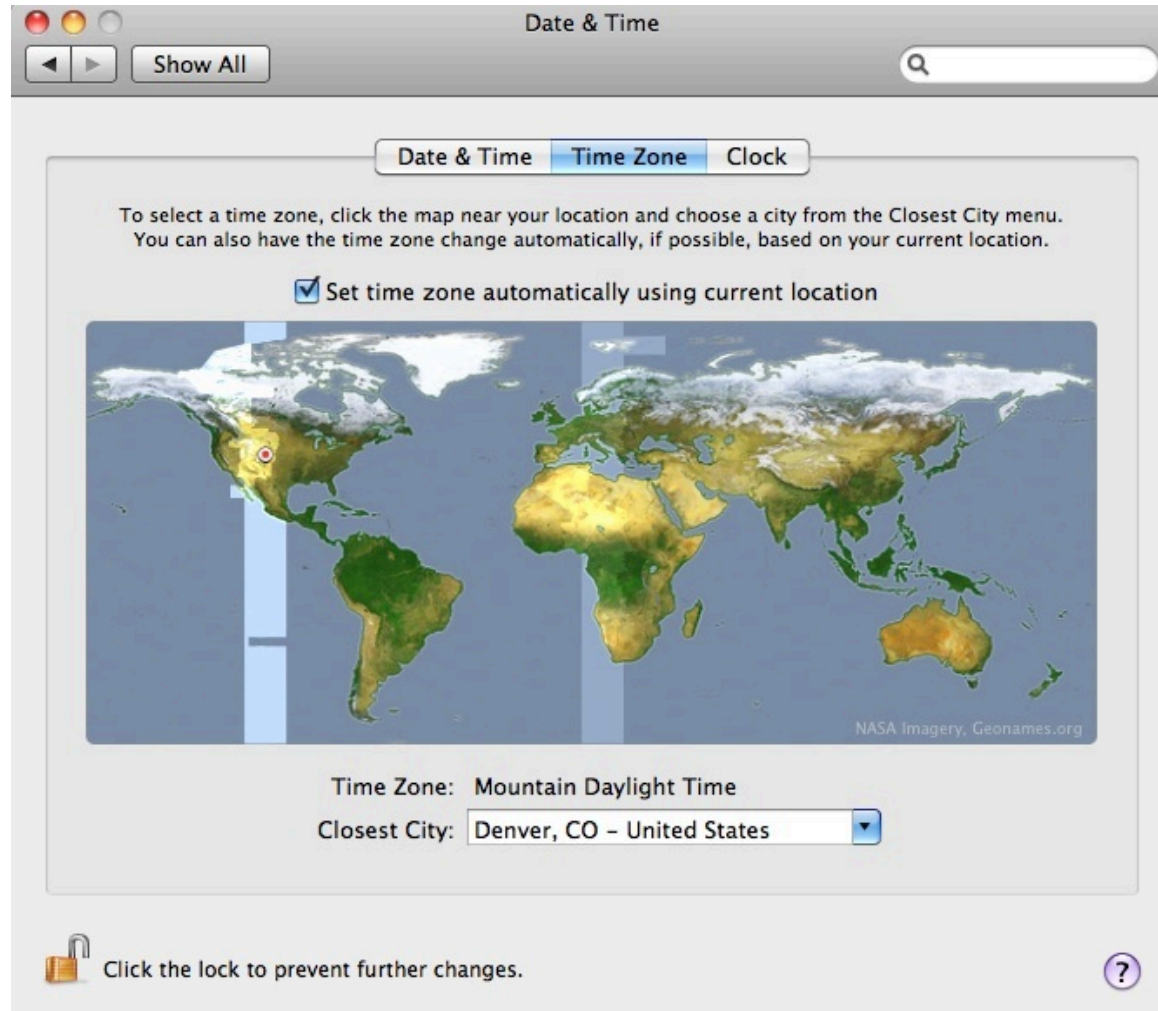 Date & Time
Show All
Date & Time Time Zone Clock
To select a time zone, click the map near your location and choose a city from the Closest City menu.
You can also have the time zone change automatically, if possible, based on your current location.
Set time zone automatically using current location
NASA Imagery, Geonames.org
Time Zone: Mountain Daylight Time
Closest City: Denver, CO – United States
Click the lock to prevent further changes.
?